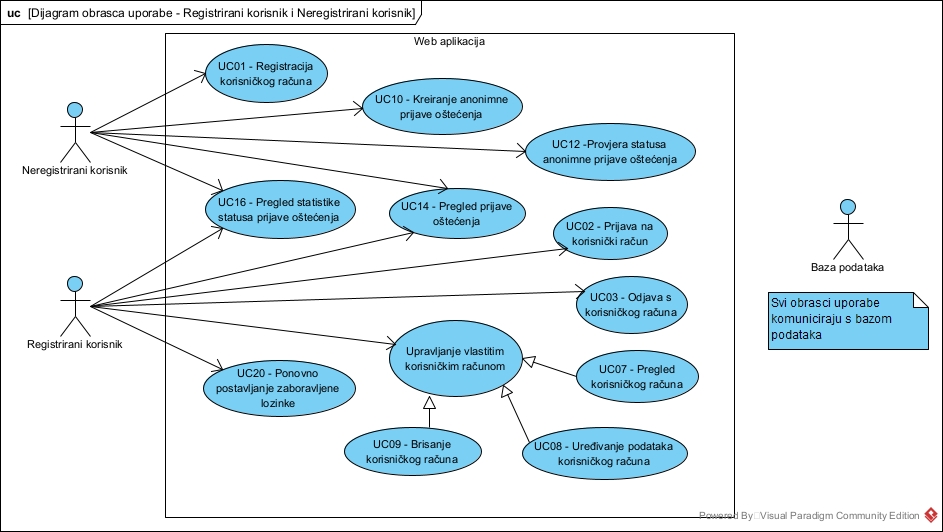 uc [Dijagram obrasca uporabe - Registrirani korisnik i Neregistrirani korisnik]
Web aplikacija
UC01 - Registracija
korisničkog računa
UC10 - Kreiranje anonimne
prijave oštećenja
UC12 -Provjera statusa
anonimne prijave oštećenja
Neregistrirani korisnik
UC16 - Pregled statistike
statusa prijave oštećenja
UC14 - Pregled prijave
oštećenja
UC02 - Prijava na
korisnički račun
Baza podataka
UC03 - Odjava s
korisničkog računa
Svi obrasci uporabe
komuniciraju s bazom
podataka
Registrirani korisnik
Upravljanje vlastitim
korisničkim računom
UC07 - Pregled
korisničkog računa
UC20 - Ponovno
postavljanje zaboravljene
lozinke
UC09 - Brisanje
korisničkog računa
UC08 - Uređivanje podataka
korisničkog računa
Powered By Visual Paradigm Community Edition